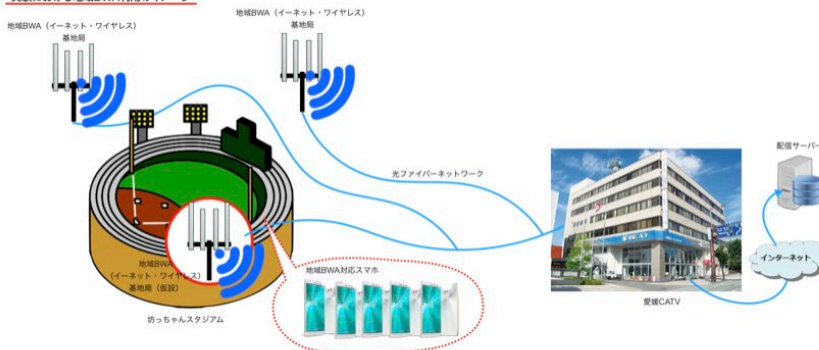 地域BWA（イーネット・ワイヤレス）
基地局
地域BWA（イーネット・ワイヤレス）
基地局
光ファイバーネットワーク
配信サーバー
インターネット
愛媛CATV
地域BWA
（イーネット・ワイヤレス）
基地局（仮設）
坊っちゃんスタジアム
地域BWA対応スマホ